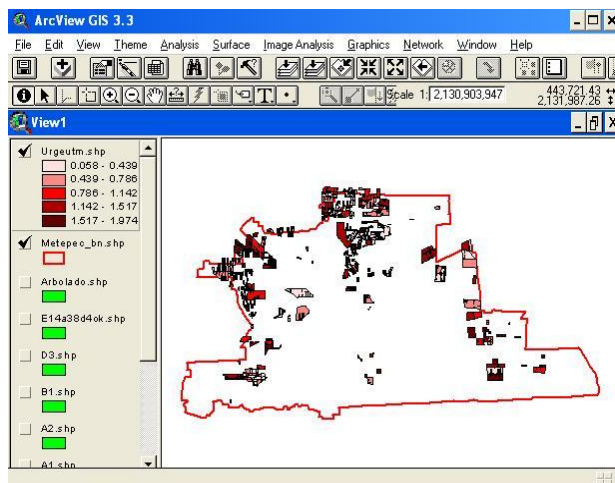 ArcView GIS 3.3
File Edit View Theme Analysis Surface Image Analysis Graphics Network Window Help
Scale 1: 2,130,903,947
443,721.43
2,131,987.26
View1
Urgeutm.shp
0.058 - 0.439
0.439 - 0.786
0.786 - 1.142
1.142 - 1.517
1.517 - 1.974
Metepec_bn.shp
Arbolado.shp
E14a38d4ok.shp
D3.shp
B1.shp
A2.shp
A1.shp